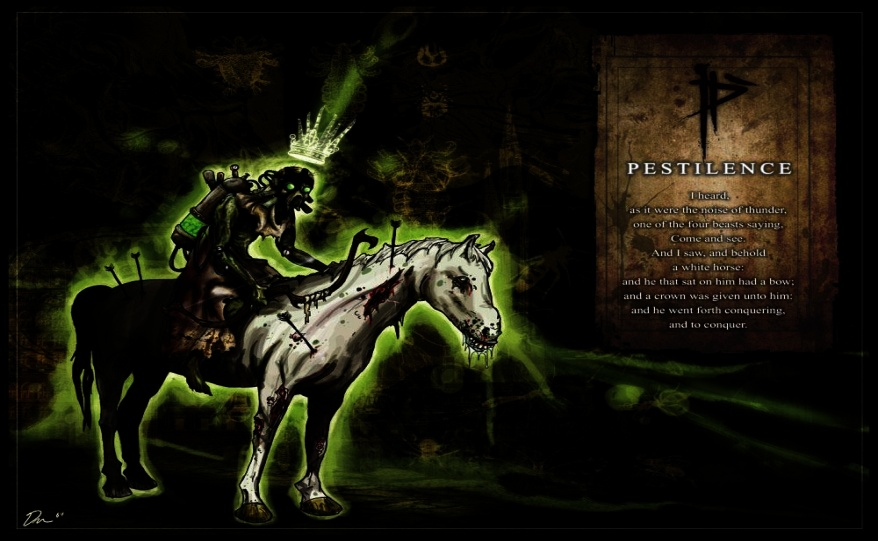 PESTILENCE
I heard,
as it were the noise of thunder,
one of the four beasts saying,
Come and see.
And I saw, and behold
a white horse:
and he that sat on him had a bow;
and a crown was given unto him:
and he went forth conquering,
and to conquer.